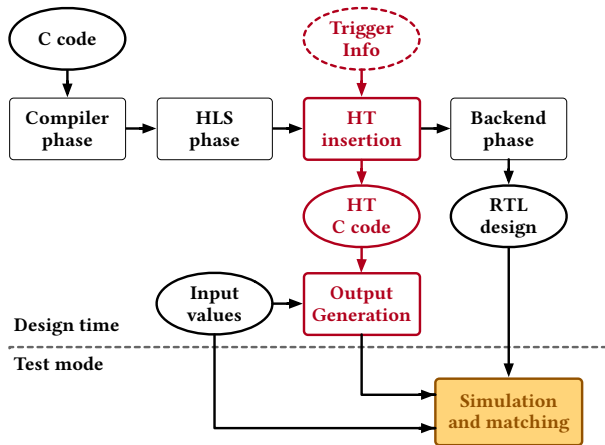 C code
Trigger
Info
Compiler
phase
HLS
phase
HT
insertion
Backend
phase
HT
C code
RTL
design
Input
values
Output
Generation
Design time
Test mode
Simulation
and matching